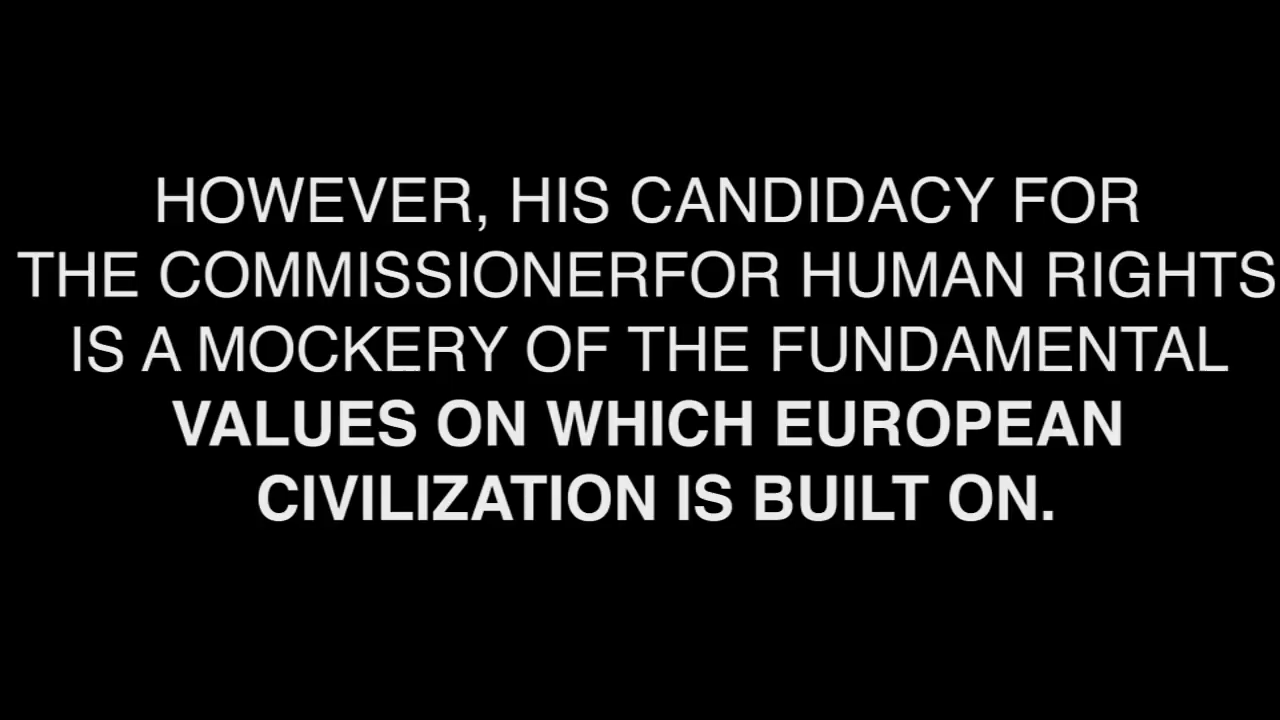 HOWEVER, HIS CANDIDACY FOR
THE COMMISSIONERFOR HUMAN RIGHTS
IS A MOCKERY OF THE FUNDAMENTAL
VALUES ON WHICH EUROPEAN
CIVILIZATION IS BUILT ON.